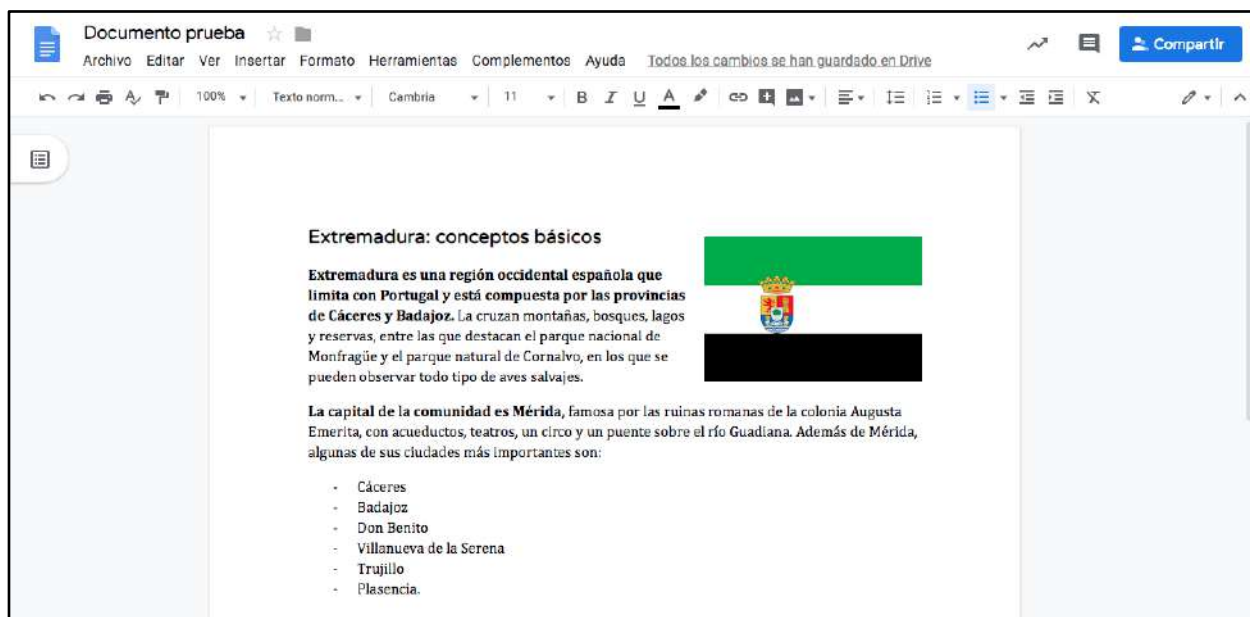 Documento prueba
Archivo Editar Ver Insertar Formato Herramientas Complementos Ayuda Todos los cambios se han guardado en Drive
Compartir
100% Texto norm... Cambria 11 B I U A
Extremadura: conceptos básicos
Extremadura es una región occidental española que
limita con Portugal y está compuesta por las provincias
de Cáceres y Badajoz. La cruzan montañas, bosques, lagos
y reservas, entre las que destacan el parque nacional de
Monfragüe y el parque natural de Cornalvo, en los que se
pueden observar todo tipo de aves salvajes.
La capital de la comunidad es Mérida, famosa por las ruinas romanas de la colonia Augusta
Emerita, con acueductos, teatros, un circo y un puente sobre el río Guadiana. Además de Mérida,
algunas de sus ciudades más importantes son:
- Cáceres
- Badajoz
- Don Benito
- Villanueva de la Serena
- Trujillo
- Plasencia.